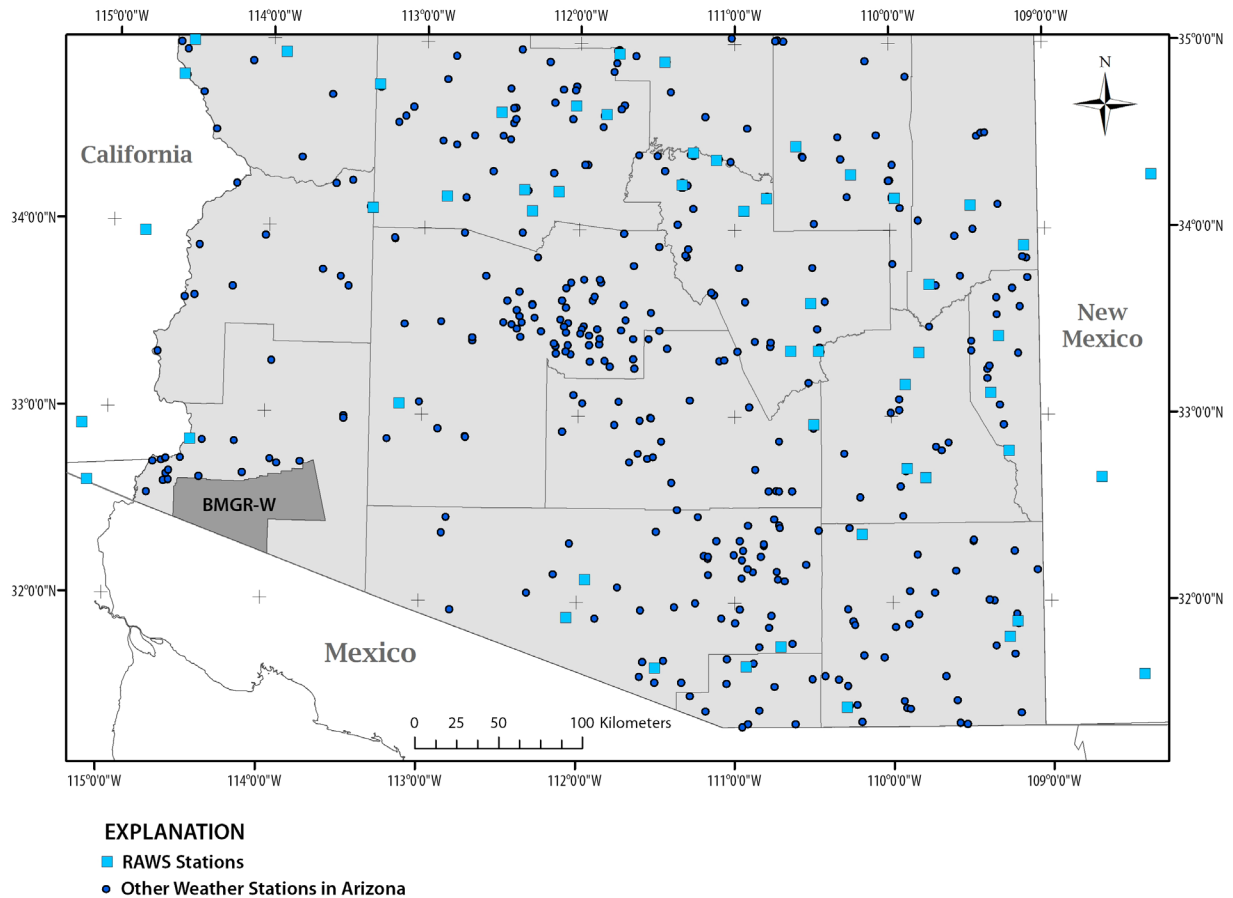 115°0'0"W 114°0'0"W 113°0'0"W 112°0'0"W 111°0'0"W 110°0'0"W 109°0'0"W
35°0'0"N
N
California
34°0'0"N 34°0'0"N
New
Mexico
33°0'0"N 33°0'0"N
BMGR-W
32°0'0"N 32°0'0"N
Mexico
0 25 50 100 Kilometers
115°0'0"W 114°0'0"W 113°0'0"W 112°0'0"W 111°0'0"W 110°0'0"W 109°0'0"W
EXPLANATION
RAWS Stations
Other Weather Stations in Arizona